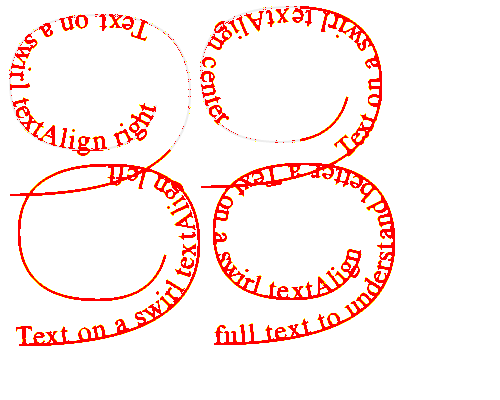 Text on a swirl textAlign right
Text on a swirl textAlign center
Text on a swirl textAlign left
full text to understand better a Text on a swirl textAlign